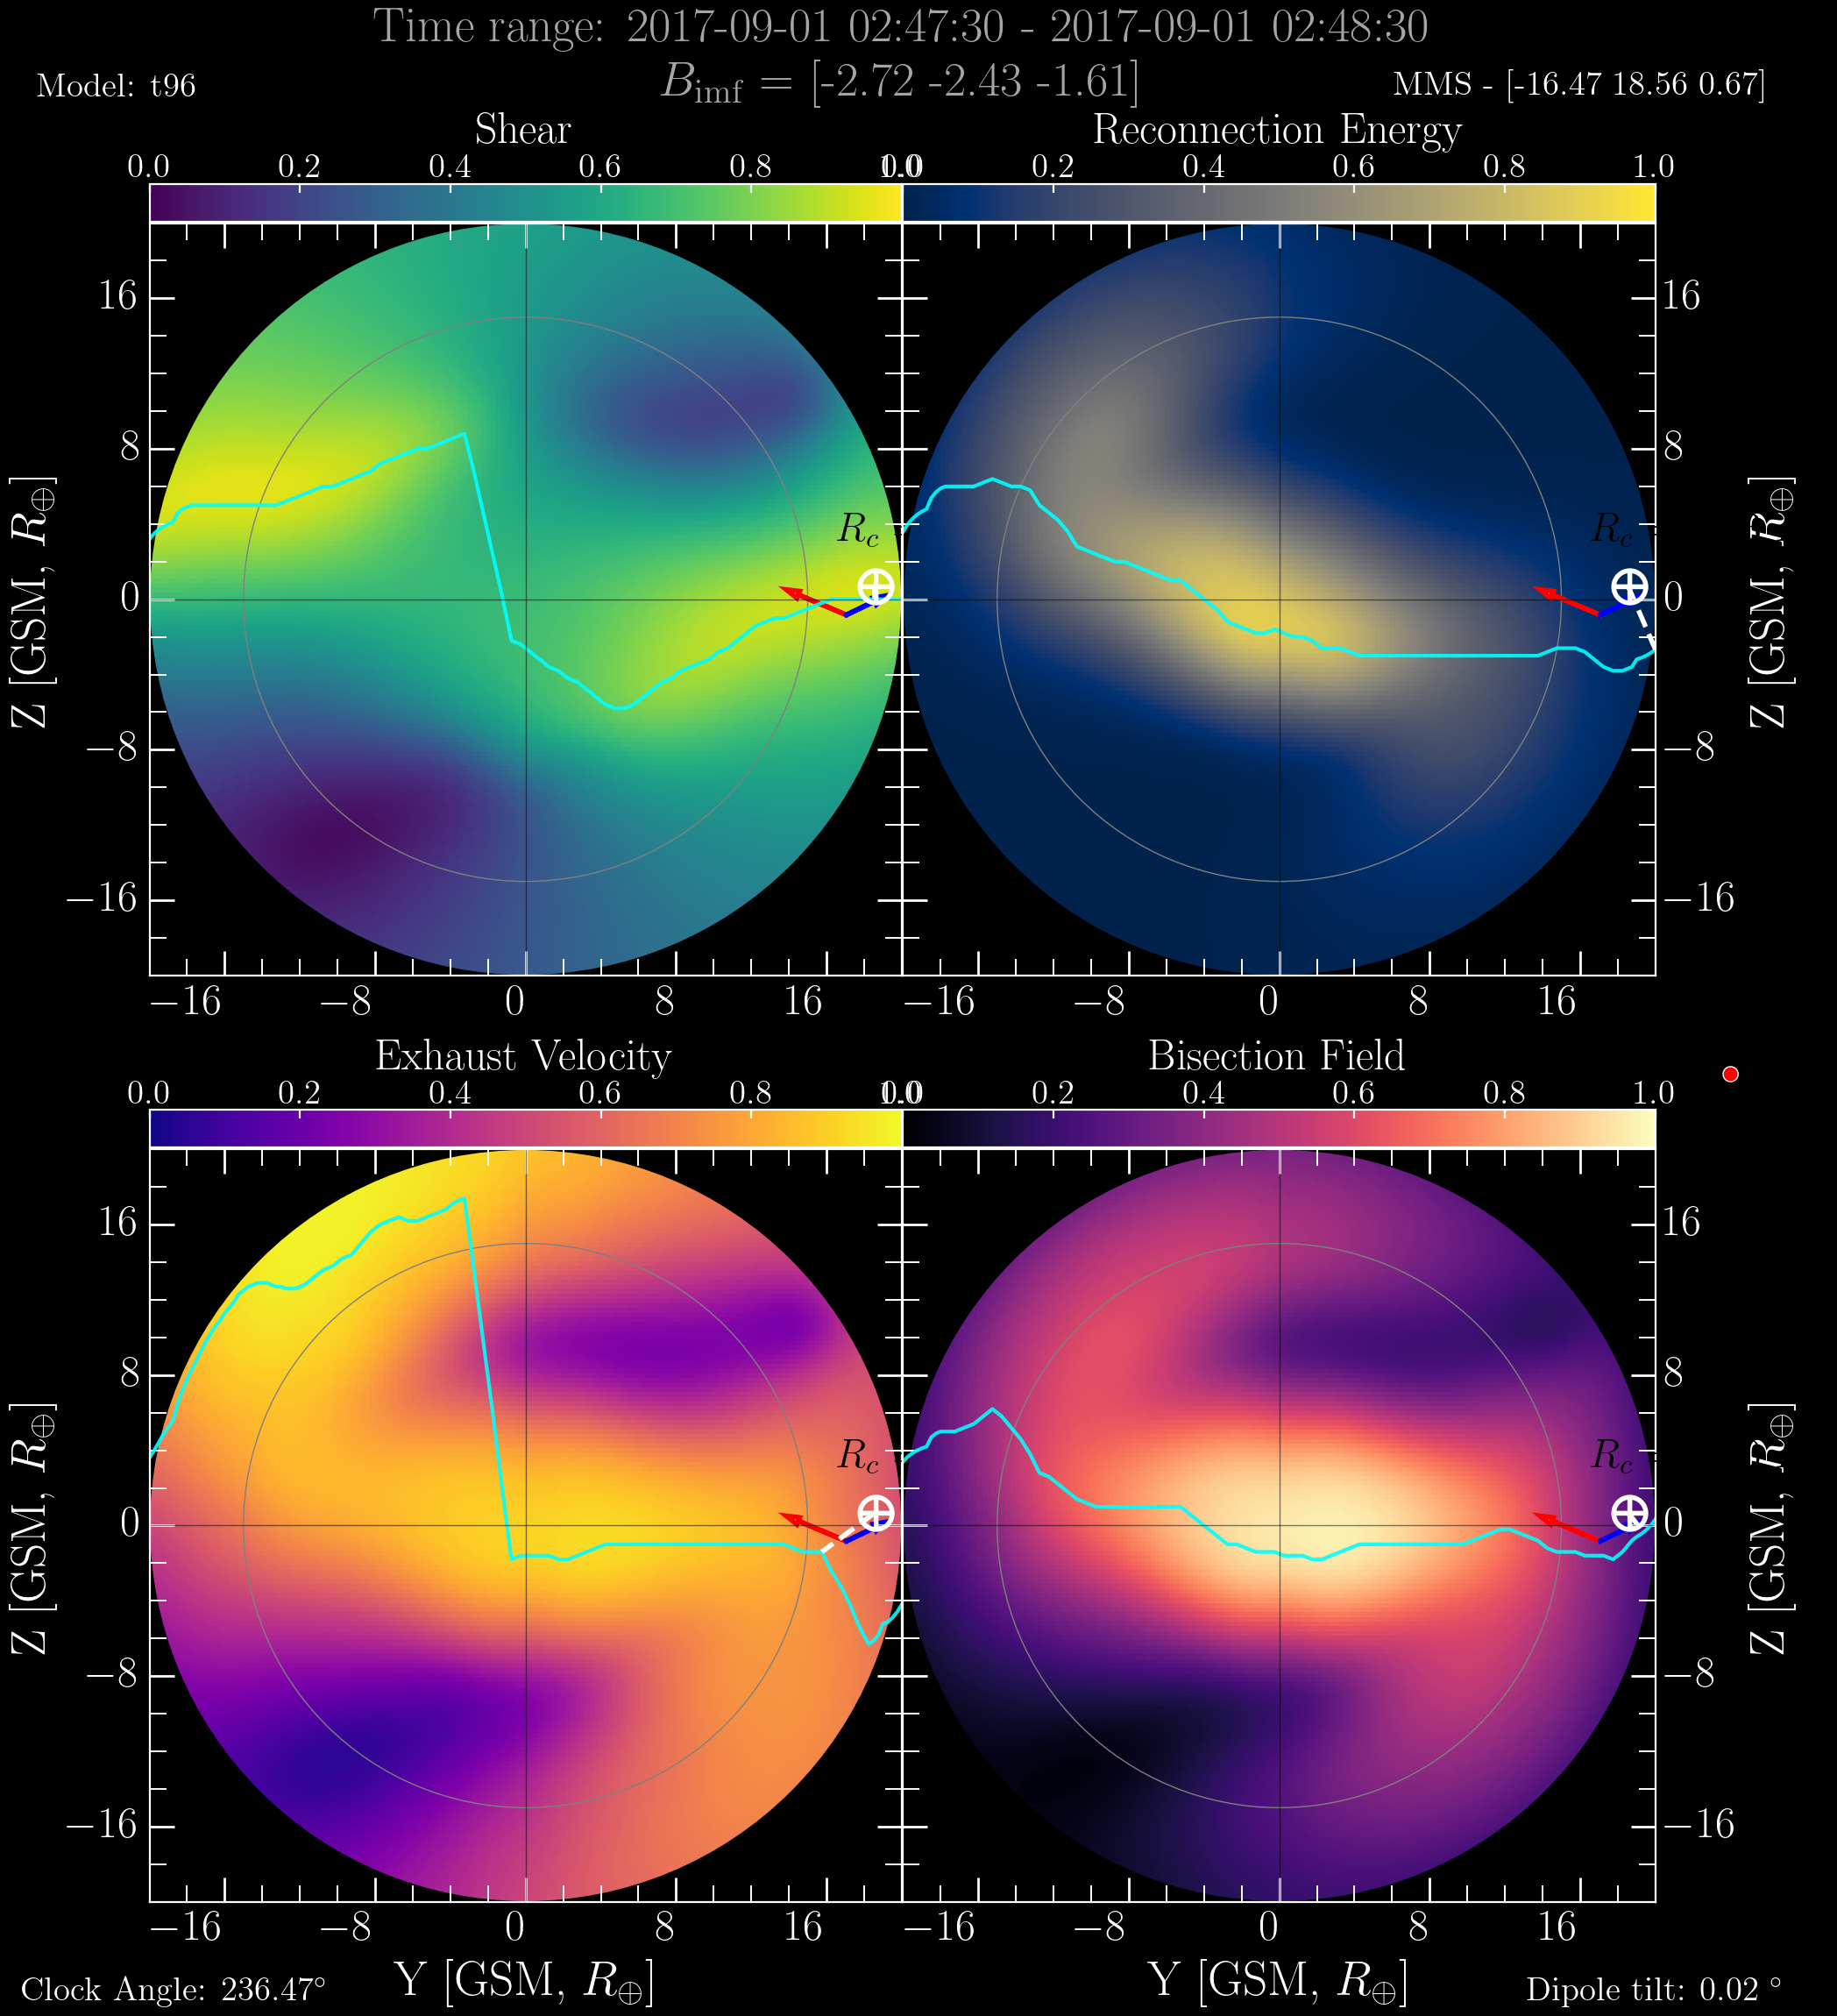 Time range: 2017-09-01 02:47:30 - 2017-09-01 02:48:30
Model: t96
B_imf = [-2.72 -2.43 -1.61]
MMS - [-16.47 18.56 0.67]
Shear
Reconnection Energy
0.0 0.2 0.4 0.6 0.8 1.0
0.2 0.4 0.6 0.8 1.0
16 16
8 8
R_c R_c
0 0
Z [GSM, R⊕] Z [GSM, R⊕]
−8 −8
−16 −16
−16 −8 0 8 16 −16 −8 0 8 16
Exhaust Velocity
Bisection Field
0.0 0.2 0.4 0.6 0.8 1.0
0.2 0.4 0.6 0.8 1.0
16 16
8 8
R_c R_c
0 0
Z [GSM, R⊕] Z [GSM, R⊕]
−8 −8
−16 −16
−16 −8 0 8 16 −16 −8 0 8 16
Y [GSM, R⊕] Y [GSM, R⊕]
Clock Angle: 236.47°
Dipole tilt: 0.02 °